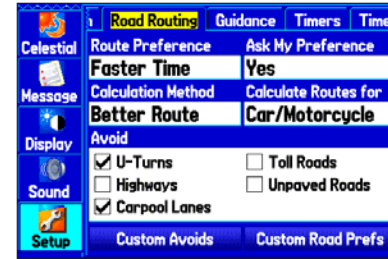 n Road Routing Guidance Timers Time
Celestial Route Preference Ask My Preference
Faster Time Yes
Message Calculation Method Calculate Routes for
Better Route Car/Motorcycle
Display Avoid
U-Turns Toll Roads
Sound Highways Unpaved Roads
Carpool Lanes
Setup Custom Avoids Custom Road Prefs